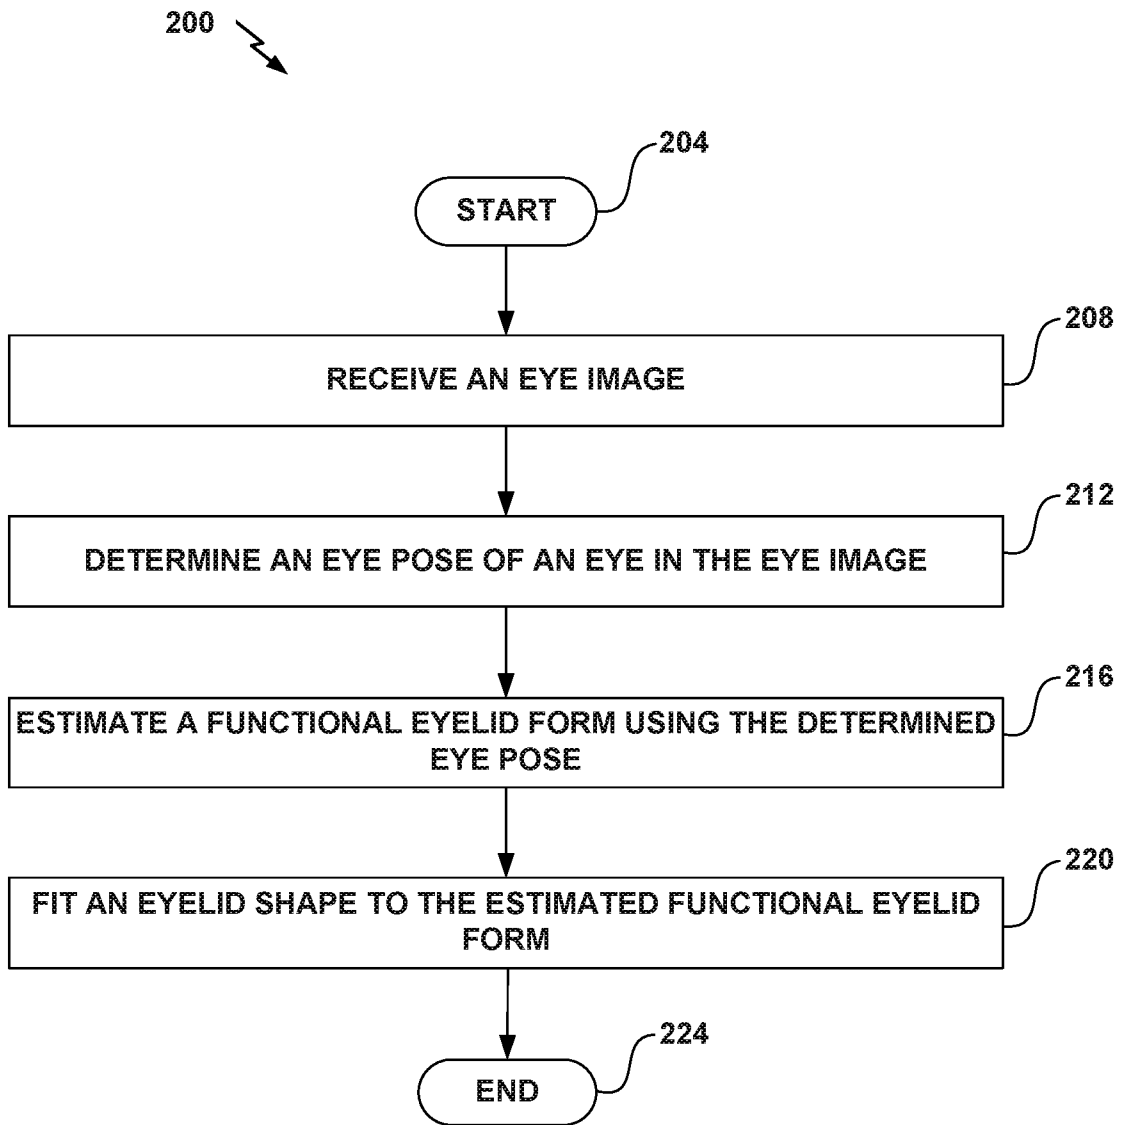 200
204
START
208
RECEIVE AN EYE IMAGE
212
DETERMINE AN EYE POSE OF AN EYE IN THE EYE IMAGE
216
ESTIMATE A FUNCTIONAL EYELID FORM USING THE DETERMINED
EYE POSE
220
FIT AN EYELID SHAPE TO THE ESTIMATED FUNCTIONAL EYELID
FORM
224
END